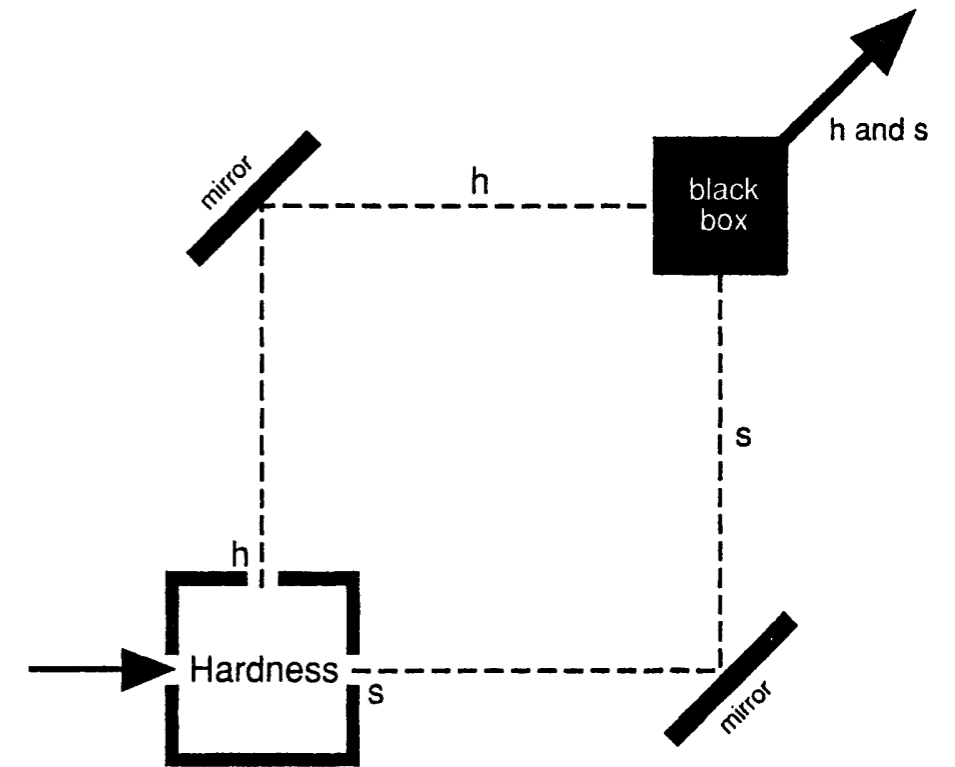 h and s
mirror
h
black
box
s
h
Hardness
s
mirror